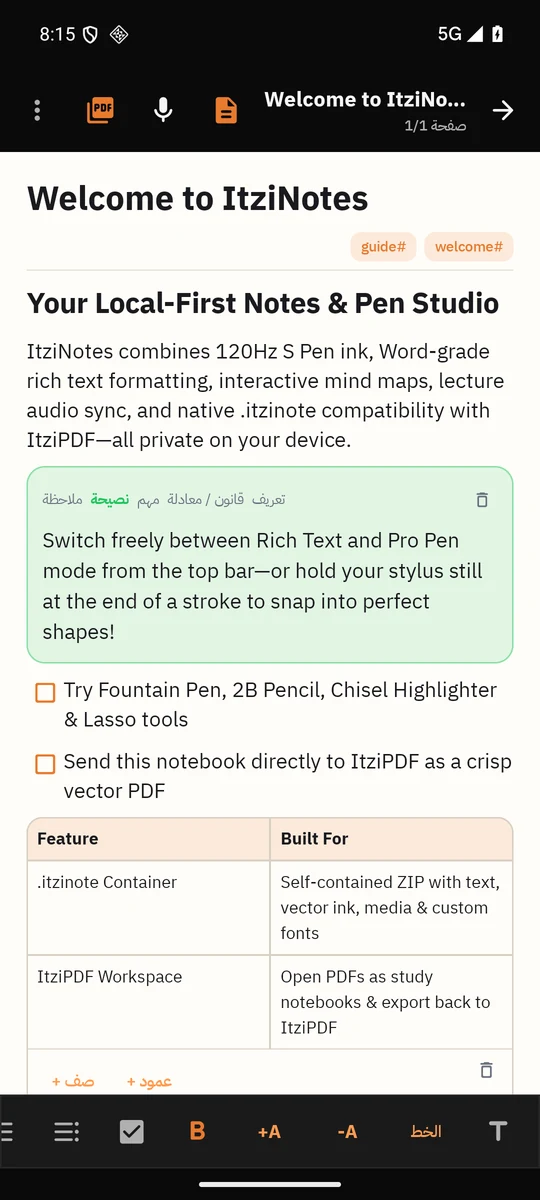 8:15
5G
PDF
Welcome to ItziNo...
صفحة 1/1
Welcome to ItziNotes
guide#
welcome#
Your Local-First Notes & Pen Studio
ItziNotes combines 120Hz S Pen ink, Word-grade
rich text formatting, interactive mind maps, lecture
audio sync, and native .itzinote compatibility with
ItziPDF—all private on your device.
ملاحظة نصيحة مهم قانون / معادلة تعريف
Switch freely between Rich Text and Pro Pen
mode from the top bar—or hold your stylus still
at the end of a stroke to snap into perfect
shapes!
Try Fountain Pen, 2B Pencil, Chisel Highlighter
& Lasso tools
Send this notebook directly to ItziPDF as a crisp
vector PDF
Feature
Built For
.itzinote Container
Self-contained ZIP with text,
vector ink, media & custom
fonts
ItziPDF Workspace
Open PDFs as study
notebooks & export back to
ItziPDF
+ صف
+ عمود
B
+A
-A
الخط
T